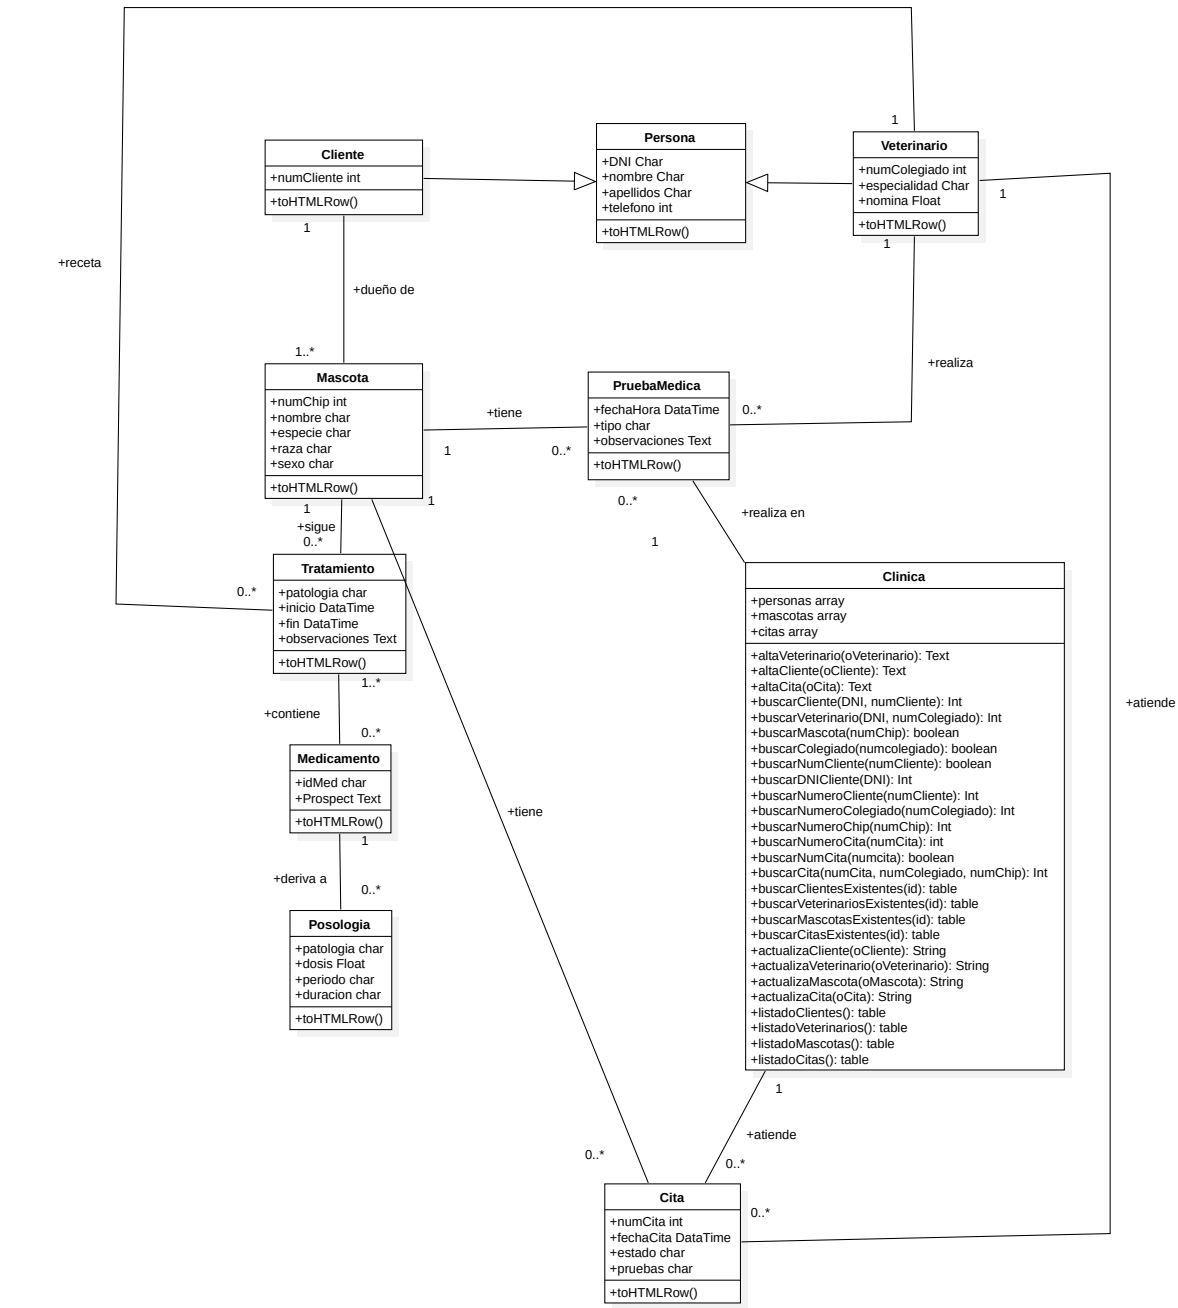 1
Persona
+DNI Char
+nombre Char
+apellidos Char
+telefono int
+toHTMLRow()
Veterinario
+numColegiado int
+especialidad Char
+nomina Float
+toHTMLRow()
1
1
Cliente
+numCliente int
+toHTMLRow()
1
+receta
+dueño de
1..*
+realiza
Mascota
+numChip int
+nombre char
+especie char
+raza char
+sexo char
+toHTMLRow()
+tiene
1
0..*
PruebaMedica
+fechaHora DataTime
+tipo char
+observaciones Text
+toHTMLRow()
0..*
1
1
+sigue
0..*
0..*
+realiza en
1
0..*
Tratamiento
+patologia char
+inicio DataTime
+fin DataTime
+observaciones Text
+toHTMLRow()
1..*
+contiene
0..*
Medicamento
+idMed char
+Prospect Text
+toHTMLRow()
1
+deriva a
0..*
Posologia
+patologia char
+dosis Float
+periodo char
+duracion char
+toHTMLRow()
+tiene
Clinica
+personas array
+mascotas array
+citas array
+altaVeterinario(oVeterinario): Text
+altaCliente(oCliente): Text
+altaCita(oCita): Text
+buscarCliente(DNI, numCliente): Int
+buscarVeterinario(DNI, numColegiado): Int
+buscarMascota(numChip): boolean
+buscarColegiado(numcolegiado): boolean
+buscarNumCliente(numCliente): boolean
+buscarDNICliente(DNI): Int
+buscarNumeroCliente(numCliente): Int
+buscarNumeroColegiado(numColegiado): Int
+buscarNumeroChip(numChip): Int
+buscarNumeroCita(numCita): int
+buscarNumCita(numcita): boolean
+buscarCita(numCita, numColegiado, numChip): Int
+buscarClientesExistentes(id): table
+buscarVeterinariosExistentes(id): table
+buscarMascotasExistentes(id): table
+buscarCitasExistentes(id): table
+actualizaCliente(oCliente): String
+actualizaVeterinario(oVeterinario): String
+actualizaMascota(oMascota): String
+actualizaCita(oCita): String
+listadoClientes(): table
+listadoVeterinarios(): table
+listadoMascotas(): table
+listadoCitas(): table
+atiende
1
+atiende
0..*
0..*
Cita
+numCita int
+fechaCita DataTime
+estado char
+pruebas char
+toHTMLRow()
0..*